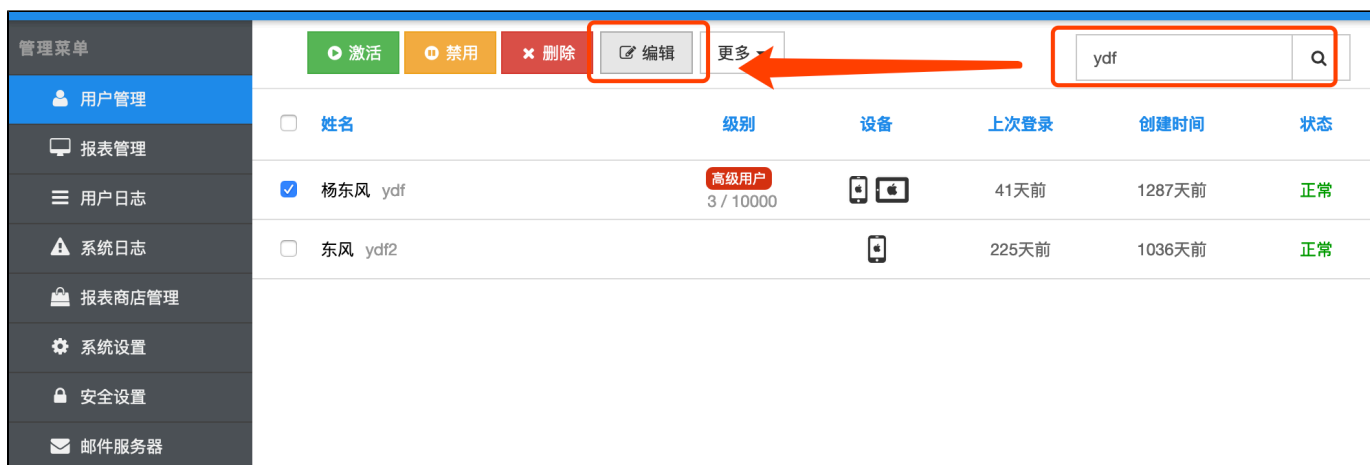 管理菜单
用户管理
报表管理
用户日志
系统日志
报表商店管理
系统设置
安全设置
邮件服务器
激活 禁用 删除 编辑 更多 ydf
姓名 级别 设备 上次登录 创建时间 状态
杨东风 ydf 高级用户 3 / 10000 41天前 1287天前 正常
东风 ydf2 225天前 1036天前 正常